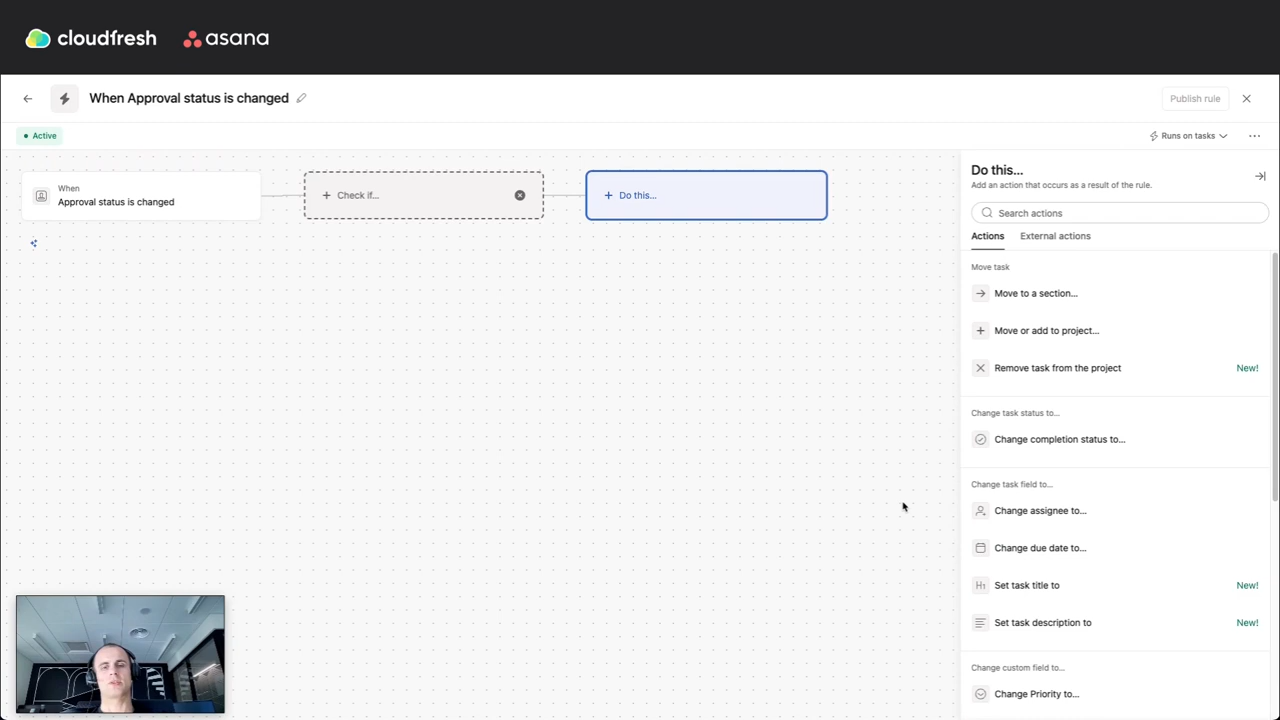 cloudfresh asana
When Approval status is changed
Publish rule
Active
Runs on tasks
When
Approval status is changed
Check if...
Do this...
Do this...
Add an action that occurs as a result of the rule.
Search actions
Actions External actions
Move task
Move to a section...
Move or add to project...
Remove task from the project New!
Change task status to...
Change completion status to...
Change task field to...
Change assignee to...
Change due date to...
H1 Set task title to New!
Set task description to New!
Change custom field to...
Change Priority to...